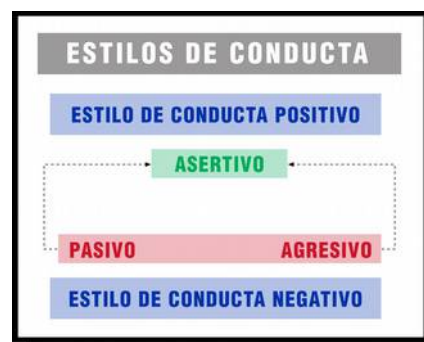 ESTILOS DE CONDUCTA
ESTILO DE CONDUCTA POSITIVO
ASERTIVO
PASIVO AGRESIVO
ESTILO DE CONDUCTA NEGATIVO